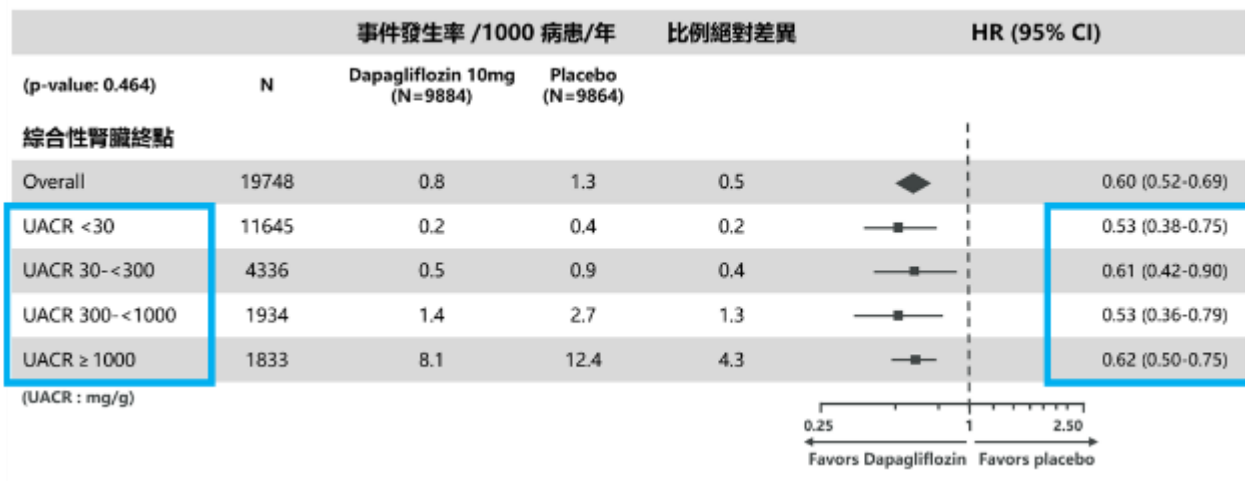 事件發生率 /1000 病患/年 比例絕對差異 HR (95% CI)
(p-value: 0.464) N Dapagliflozin 10mg (N=9884) Placebo (N=9864)
綜合性腎臟終點
Overall 19748 0.8 1.3 0.5 0.60 (0.52-0.69)
UACR <30 11645 0.2 0.4 0.2 0.53 (0.38-0.75)
UACR 30-<300 4336 0.5 0.9 0.4 0.61 (0.42-0.90)
UACR 300-<1000 1934 1.4 2.7 1.3 0.53 (0.36-0.79)
UACR ≥ 1000 1833 8.1 12.4 4.3 0.62 (0.50-0.75)
(UACR : mg/g)
0.25 1 2.50
Favors Dapagliflozin Favors placebo